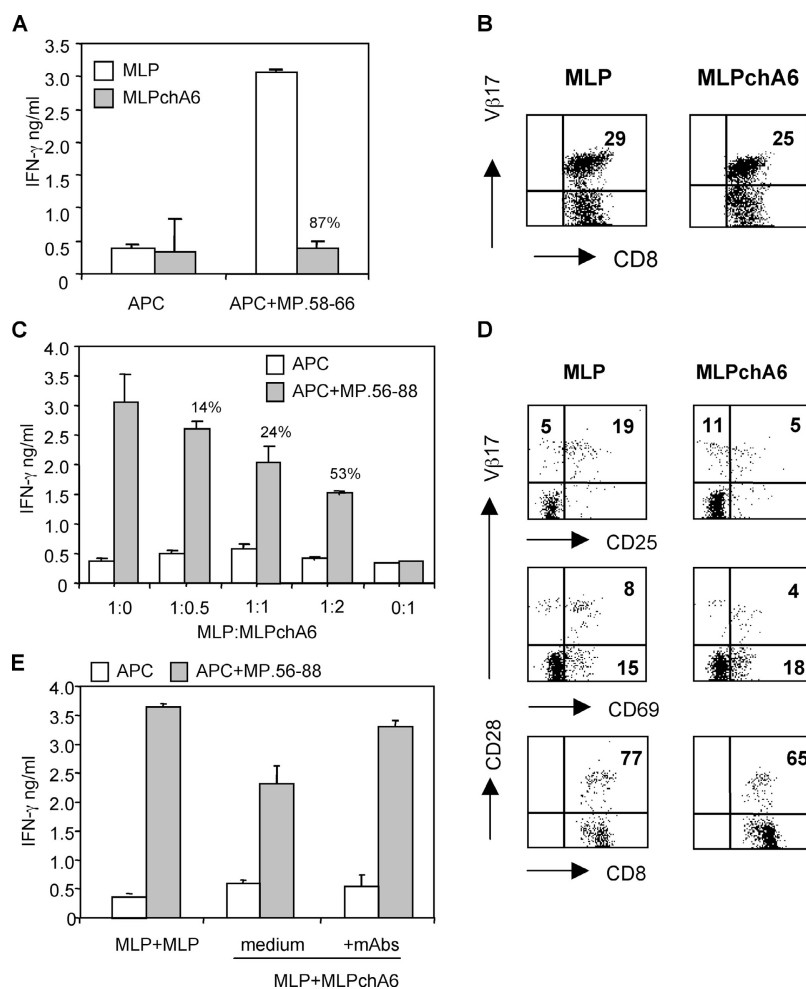 A
IFN-γ ng/ml
3.5
3.0
2.5
2.0
1.5
1.0
0.5
0
MLP
MLPchA6
87%
APC
APC+MP.58-66
B
MLP
MLPchA6
Vβ17
29
25
CD8
C
IFN-γ ng/ml
4.0
3.5
3.0
2.5
2.0
1.5
1.0
0.5
0
APC
APC+MP.56-88
14%
24%
53%
1:0
1:0.5
1:1
1:2
0:1
MLP:MLPchA6
D
MLP
MLPchA6
Vβ17
5
19
11
5
CD25
8
15
4
18
CD69
CD28
77
65
CD8
E
APC
APC+MP.56-88
IFN-γ ng/ml
4.0
3.5
3.0
2.5
2.0
1.5
1.0
0.5
0
MLP+MLP
medium
+mAbs
MLP+MLPchA6